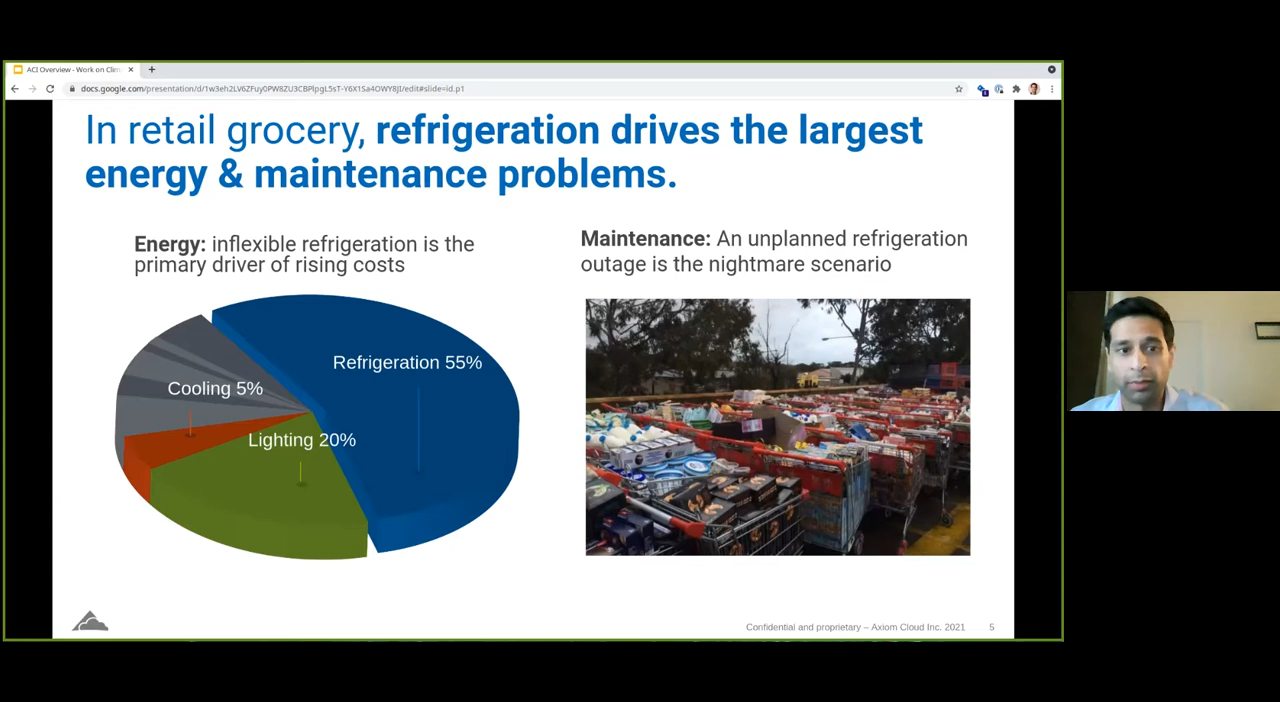 ACI Overview - Work on Clim
docs.google.com/presentation/d/1w3eh2LV6ZFuy0PW8ZU3CBPlpgL5sT-Y6X1Sa4OWY8JI/edit#slide=id.p1
In retail grocery, refrigeration drives the largest
energy & maintenance problems.
Energy: inflexible refrigeration is the
primary driver of rising costs
Maintenance: An unplanned refrigeration
outage is the nightmare scenario
Refrigeration 55%
Cooling 5%
Lighting 20%
Confidential and proprietary – Axiom Cloud Inc. 2021
5